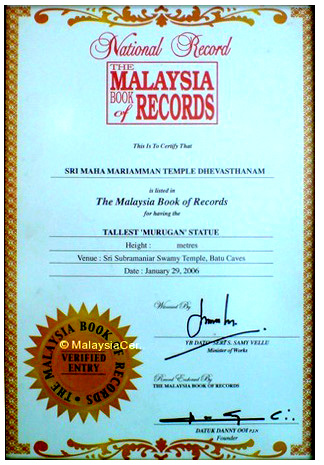 National Record
THE
MALAYSIA
BOOK
of RECORDS
This Is To Certify That
SRI MAHA MARIAMMAN TEMPLE DHEVASTHANAM
is listed in
The Malaysia Book of Records
for having the
TALLEST 'MURUGAN' STATUE
Height : metres
Venue : Sri Subramaniar Swamy Temple, Batu Caves
Date : January 29, 2006
Witnessed By
YB DATO' SERI S. SAMY VELLU
Minister of Works
THE MALAYSIA BOOK OF RECORDS
VERIFIED
ENTRY
© MalaysiaCer.
Record Endorsed By
THE MALAYSIA BOOK OF RECORDS
DATUK DANNY OOI
Founder